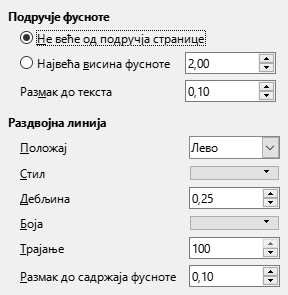 Подручје фусноте
Не веће од подручја странице
Највећа висина фусноте 2,00
Размак до текста 0,10
Раздвојна линија
Положај Лево
Стил
Дебљина 0,25
Боја
Трајање 100
Размак до садржаја фусноте 0,10